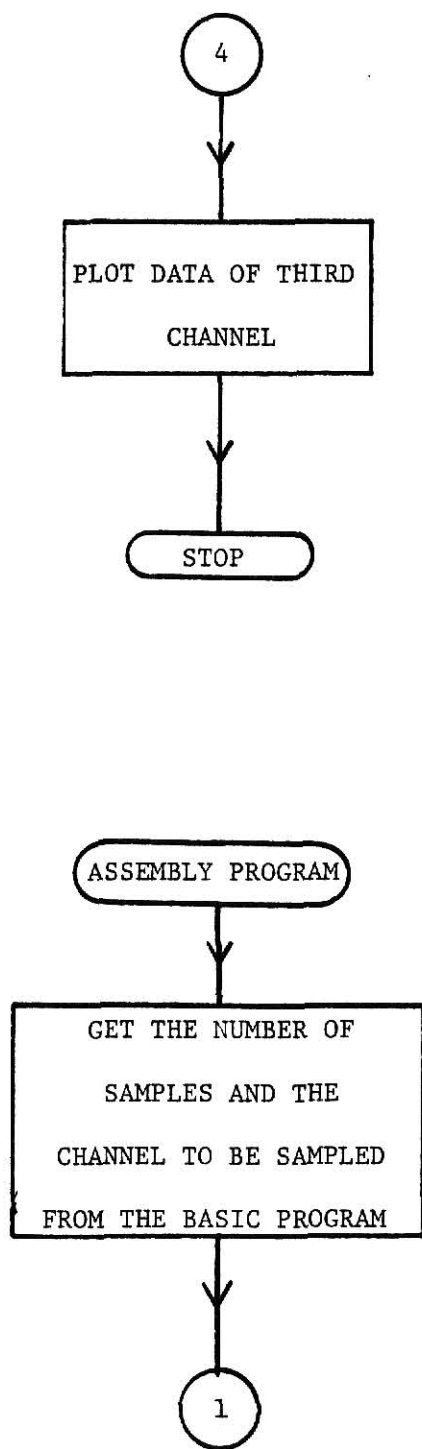 4
PLOT DATA OF THIRD
CHANNEL
STOP
ASSEMBLY PROGRAM
GET THE NUMBER OF
SAMPLES AND THE
CHANNEL TO BE SAMPLED
FROM THE BASIC PROGRAM
1